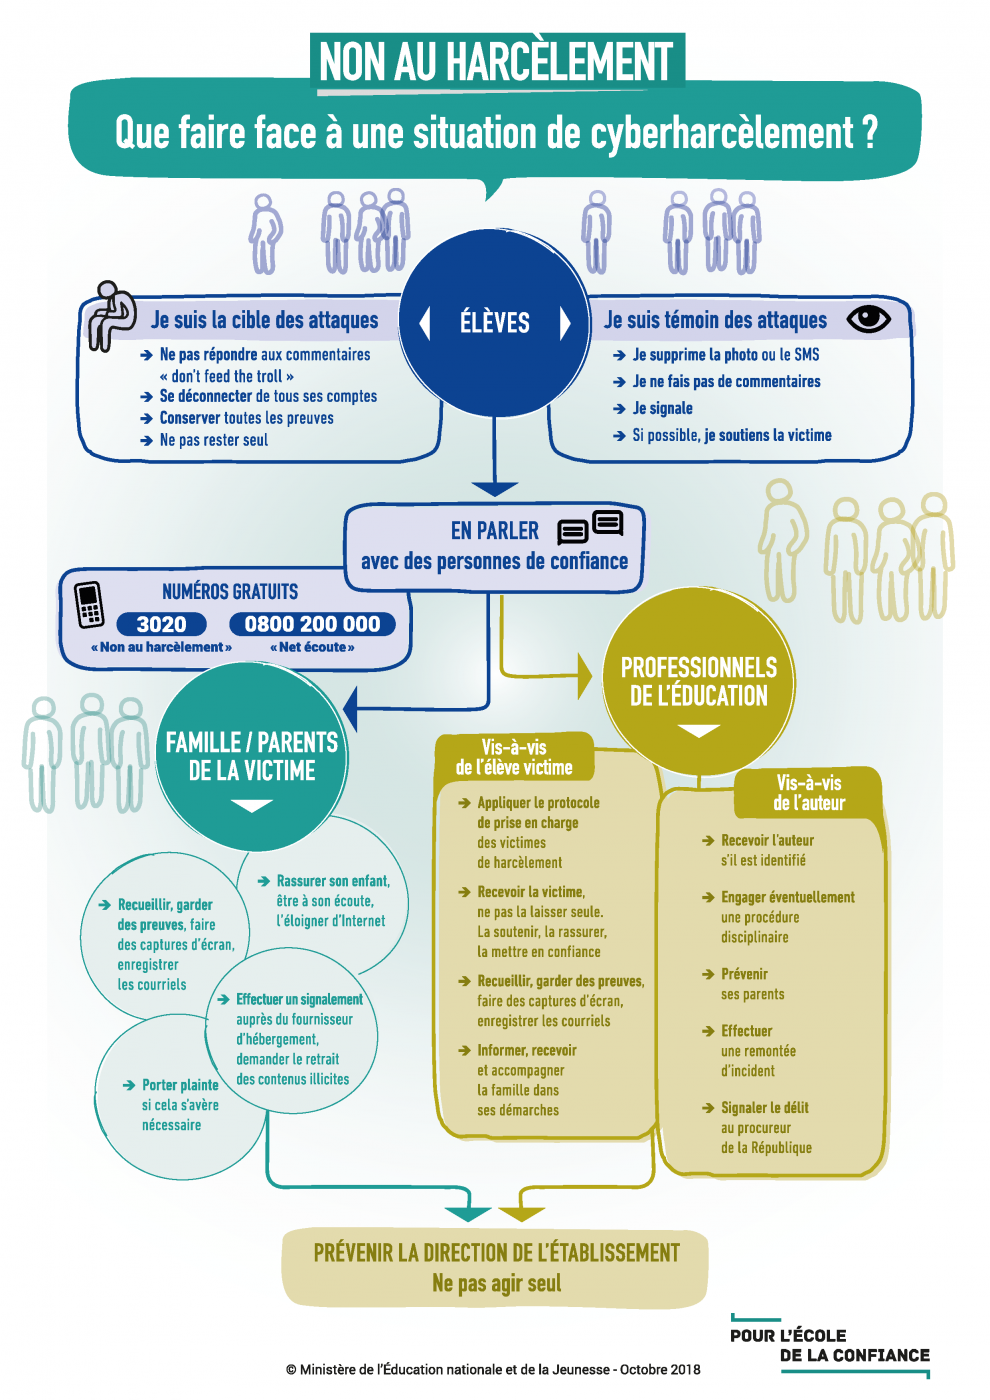 NON AU HARCÈLEMENT
Que faire face à une situation de cyberharcèlement ?
ÉLÈVES
Je suis la cible des attaques
➔ Ne pas répondre aux commentaires
« don't feed the troll »
➔ Se déconnecter de tous ses comptes
➔ Conserver toutes les preuves
➔ Ne pas rester seul
Je suis témoin des attaques
➔ Je supprime la photo ou le SMS
➔ Je ne fais pas de commentaires
➔ Je signale
➔ Si possible, je soutiens la victime
EN PARLER
avec des personnes de confiance
NUMÉROS GRATUITS
3020
« Non au harcèlement »
0800 200 000
« Net écoute »
FAMILLE / PARENTS
DE LA VICTIME
➔ Rassurer son enfant,
être à son écoute,
l'éloigner d'Internet
➔ Recueillir, garder
des preuves, faire
des captures d'écran,
enregistrer
les courriels
➔ Effectuer un signalement
auprès du fournisseur
d'hébergement,
demander le retrait
des contenus illicites
➔ Porter plainte
si cela s'avère
nécessaire
PROFESSIONNELS
DE L'ÉDUCATION
Vis-à-vis
de l'élève victime
➔ Appliquer le protocole
de prise en charge
des victimes
de harcèlement
➔ Recevoir la victime,
ne pas la laisser seule.
La soutenir, la rassurer,
la mettre en confiance
➔ Recueillir, garder des preuves,
faire des captures d'écran,
enregistrer les courriels
➔ Informer, recevoir
et accompagner
la famille dans
ses démarches
Vis-à-vis
de l'auteur
➔ Recevoir l'auteur
s'il est identifié
➔ Engager éventuellement
une procédure
disciplinaire
➔ Prévenir
ses parents
➔ Effectuer
une remontée
d'incident
➔ Signaler le délit
au procureur
de la République
PRÉVENIR LA DIRECTION DE L'ÉTABLISSEMENT
Ne pas agir seul
POUR L'ÉCOLE
DE LA CONFIANCE
© Ministère de l'Éducation nationale et de la Jeunesse - Octobre 2018